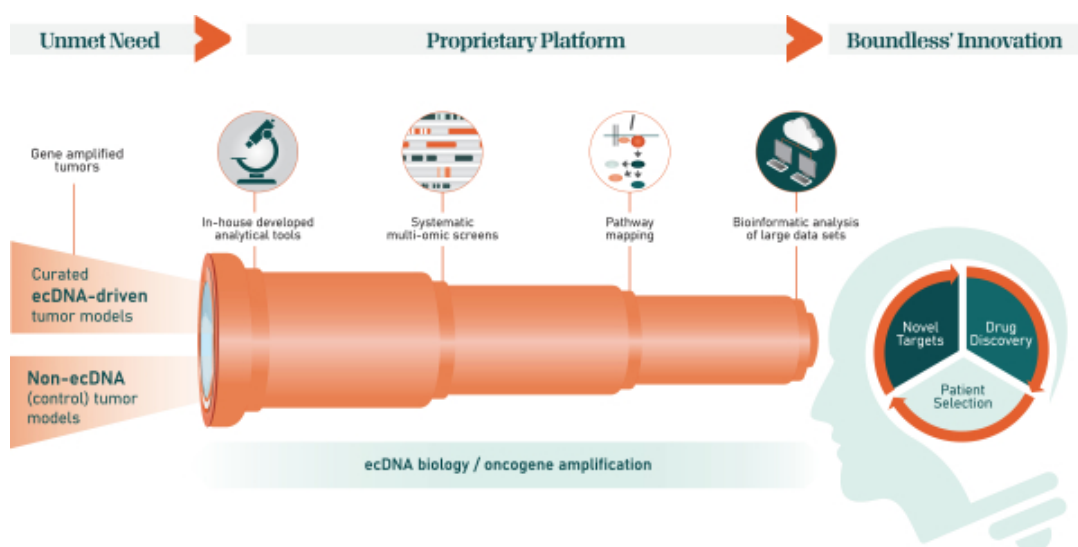 Unmet Need
Proprietary Platform
Boundless' Innovation
Gene amplified
tumors
In-house developed
analytical tools
Systematic
multi-omic screens
Pathway
mapping
Bioinformatic analysis
of large data sets
Curated
ecDNA-driven
tumor models
Non-ecDNA
(control) tumor
models
Novel
Targets
Drug
Discovery
Patient
Selection
ecDNA biology / oncogene amplification